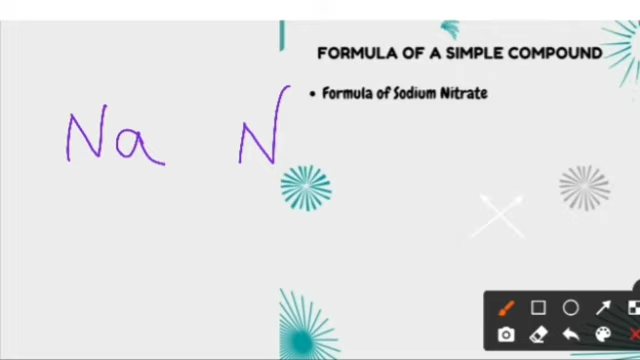 FORMULA OF A SIMPLE COMPOUND
• Formula of Sodium Nitrate
Na N